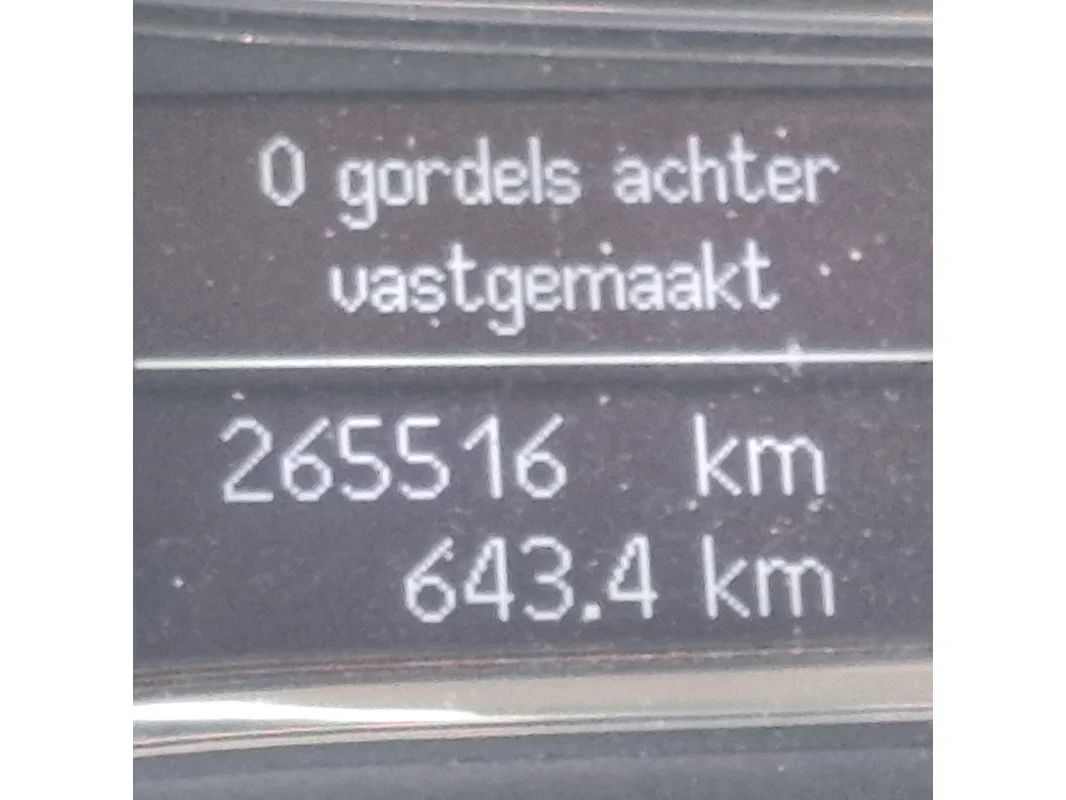 0 gordels achter
vastgemaakt
265516 km
643.4 km